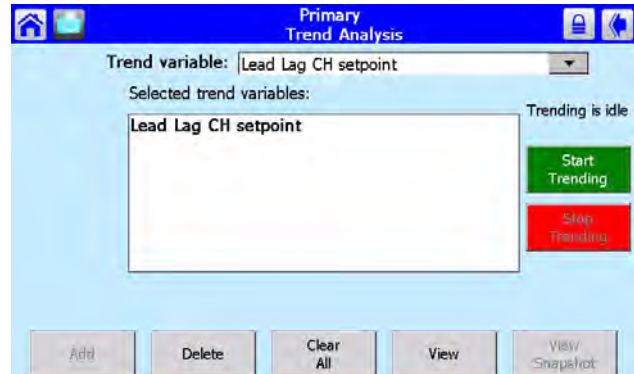 Primary
Trend Analysis
Trend variable: Lead Lag CH setpoint
Selected trend variables:
Lead Lag CH setpoint
Trending is idle
Start
Trending
Stop
Trending
Add
Delete
Clear
All
View
View
Snapshot